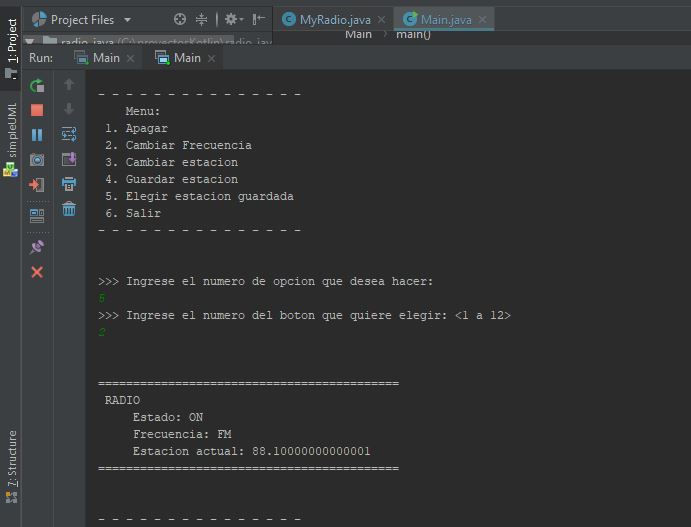 Project Files
MyRadio.java
Main.java
radio_java
Main
main()
Run:
Main
Main
1: Project
simpleUML
7: Structure
- - - - - - - - - - - - - - -
Menu:
1. Apagar
2. Cambiar Frecuencia
3. Cambiar estacion
4. Guardar estacion
5. Elegir estacion guardada
6. Salir
- - - - - - - - - - - - - - -
>>> Ingrese el numero de opcion que desea hacer:
5
>>> Ingrese el numero del boton que quiere elegir: <1 a 12>
2
===========================================
RADIO
Estado: ON
Frecuencia: FM
Estacion actual: 88.10000000000001
===========================================
- - - - - - - - - - - - - - -